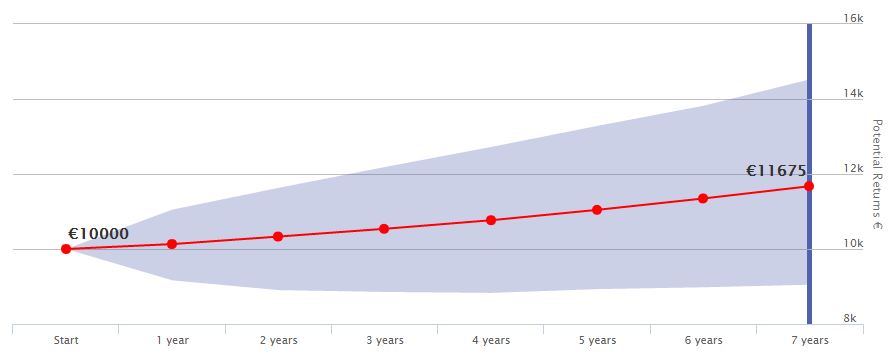 16k
14k
12k
10k
8k
Potential Returns €
€10000
€11675
Start
1 year
2 years
3 years
4 years
5 years
6 years
7 years